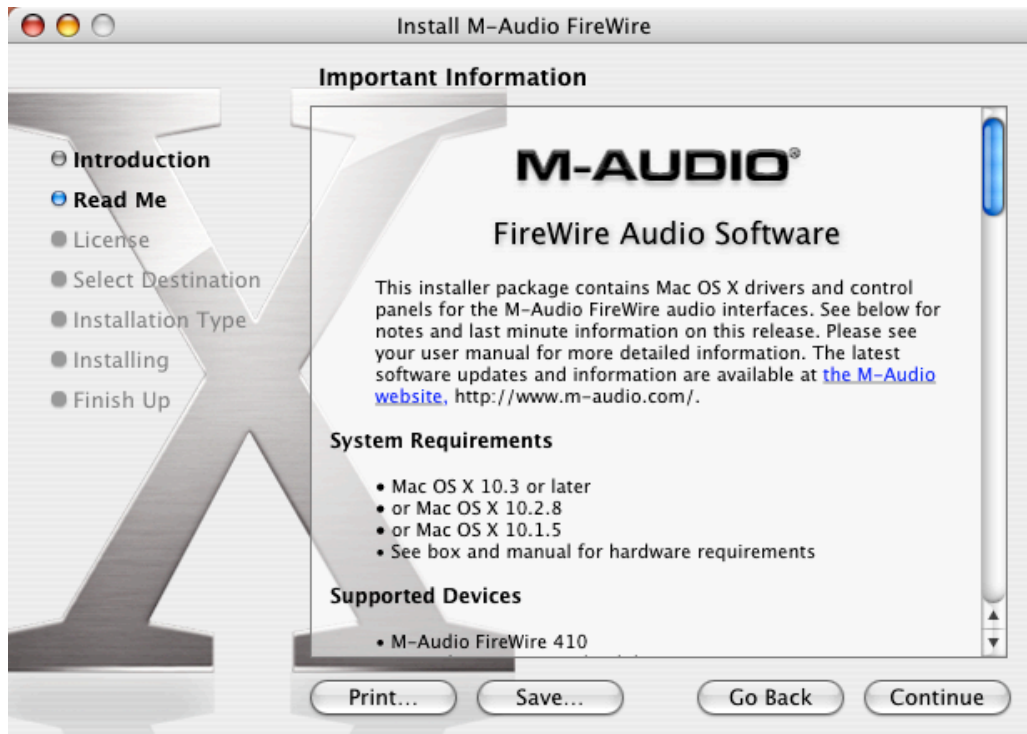 Install M-Audio FireWire
Important Information
Introduction
Read Me
License
Select Destination
Installation Type
Installing
Finish Up
M-AUDIO®
FireWire Audio Software
This installer package contains Mac OS X drivers and control
panels for the M-Audio FireWire audio interfaces. See below for
notes and last minute information on this release. Please see
your user manual for more detailed information. The latest
software updates and information are available at the M-Audio
website, http://www.m-audio.com/.
System Requirements
• Mac OS X 10.3 or later
• or Mac OS X 10.2.8
• or Mac OS X 10.1.5
• See box and manual for hardware requirements
Supported Devices
• M-Audio FireWire 410
Print...
Save...
Go Back
Continue